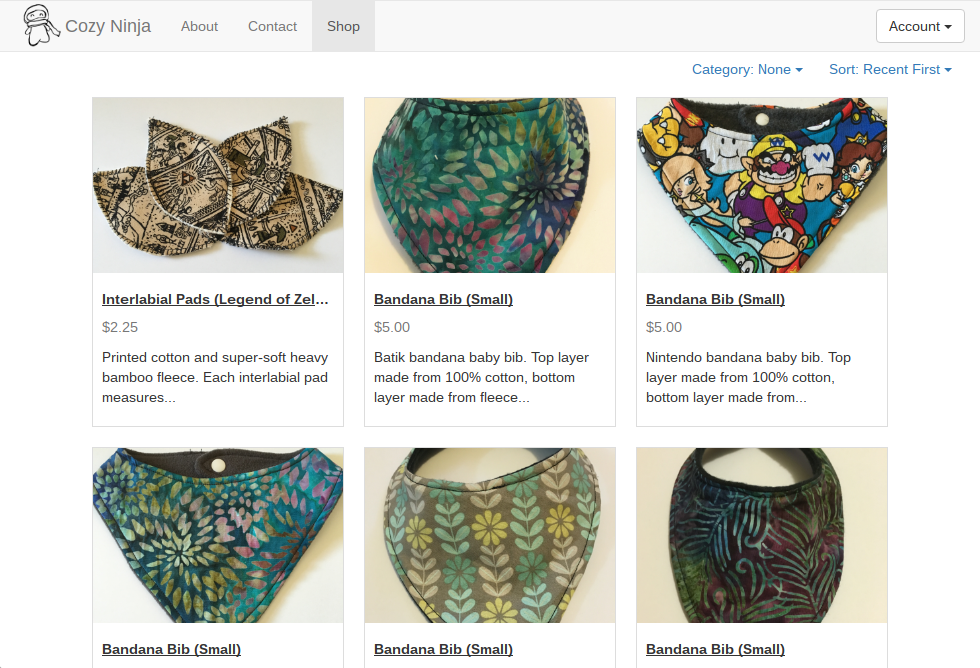 Cozy Ninja About Contact Shop Account
Category: None Sort: Recent First
Interlabial Pads (Legend of Zel...
$2.25
Printed cotton and super-soft heavy
bamboo fleece. Each interlabial pad
measures...
Bandana Bib (Small)
$5.00
Batik bandana baby bib. Top layer
made from 100% cotton, bottom
layer made from fleece...
W
Bandana Bib (Small)
$5.00
Nintendo bandana baby bib. Top
layer made from 100% cotton,
bottom layer made from...
Bandana Bib (Small)
Bandana Bib (Small)
Bandana Bib (Small)